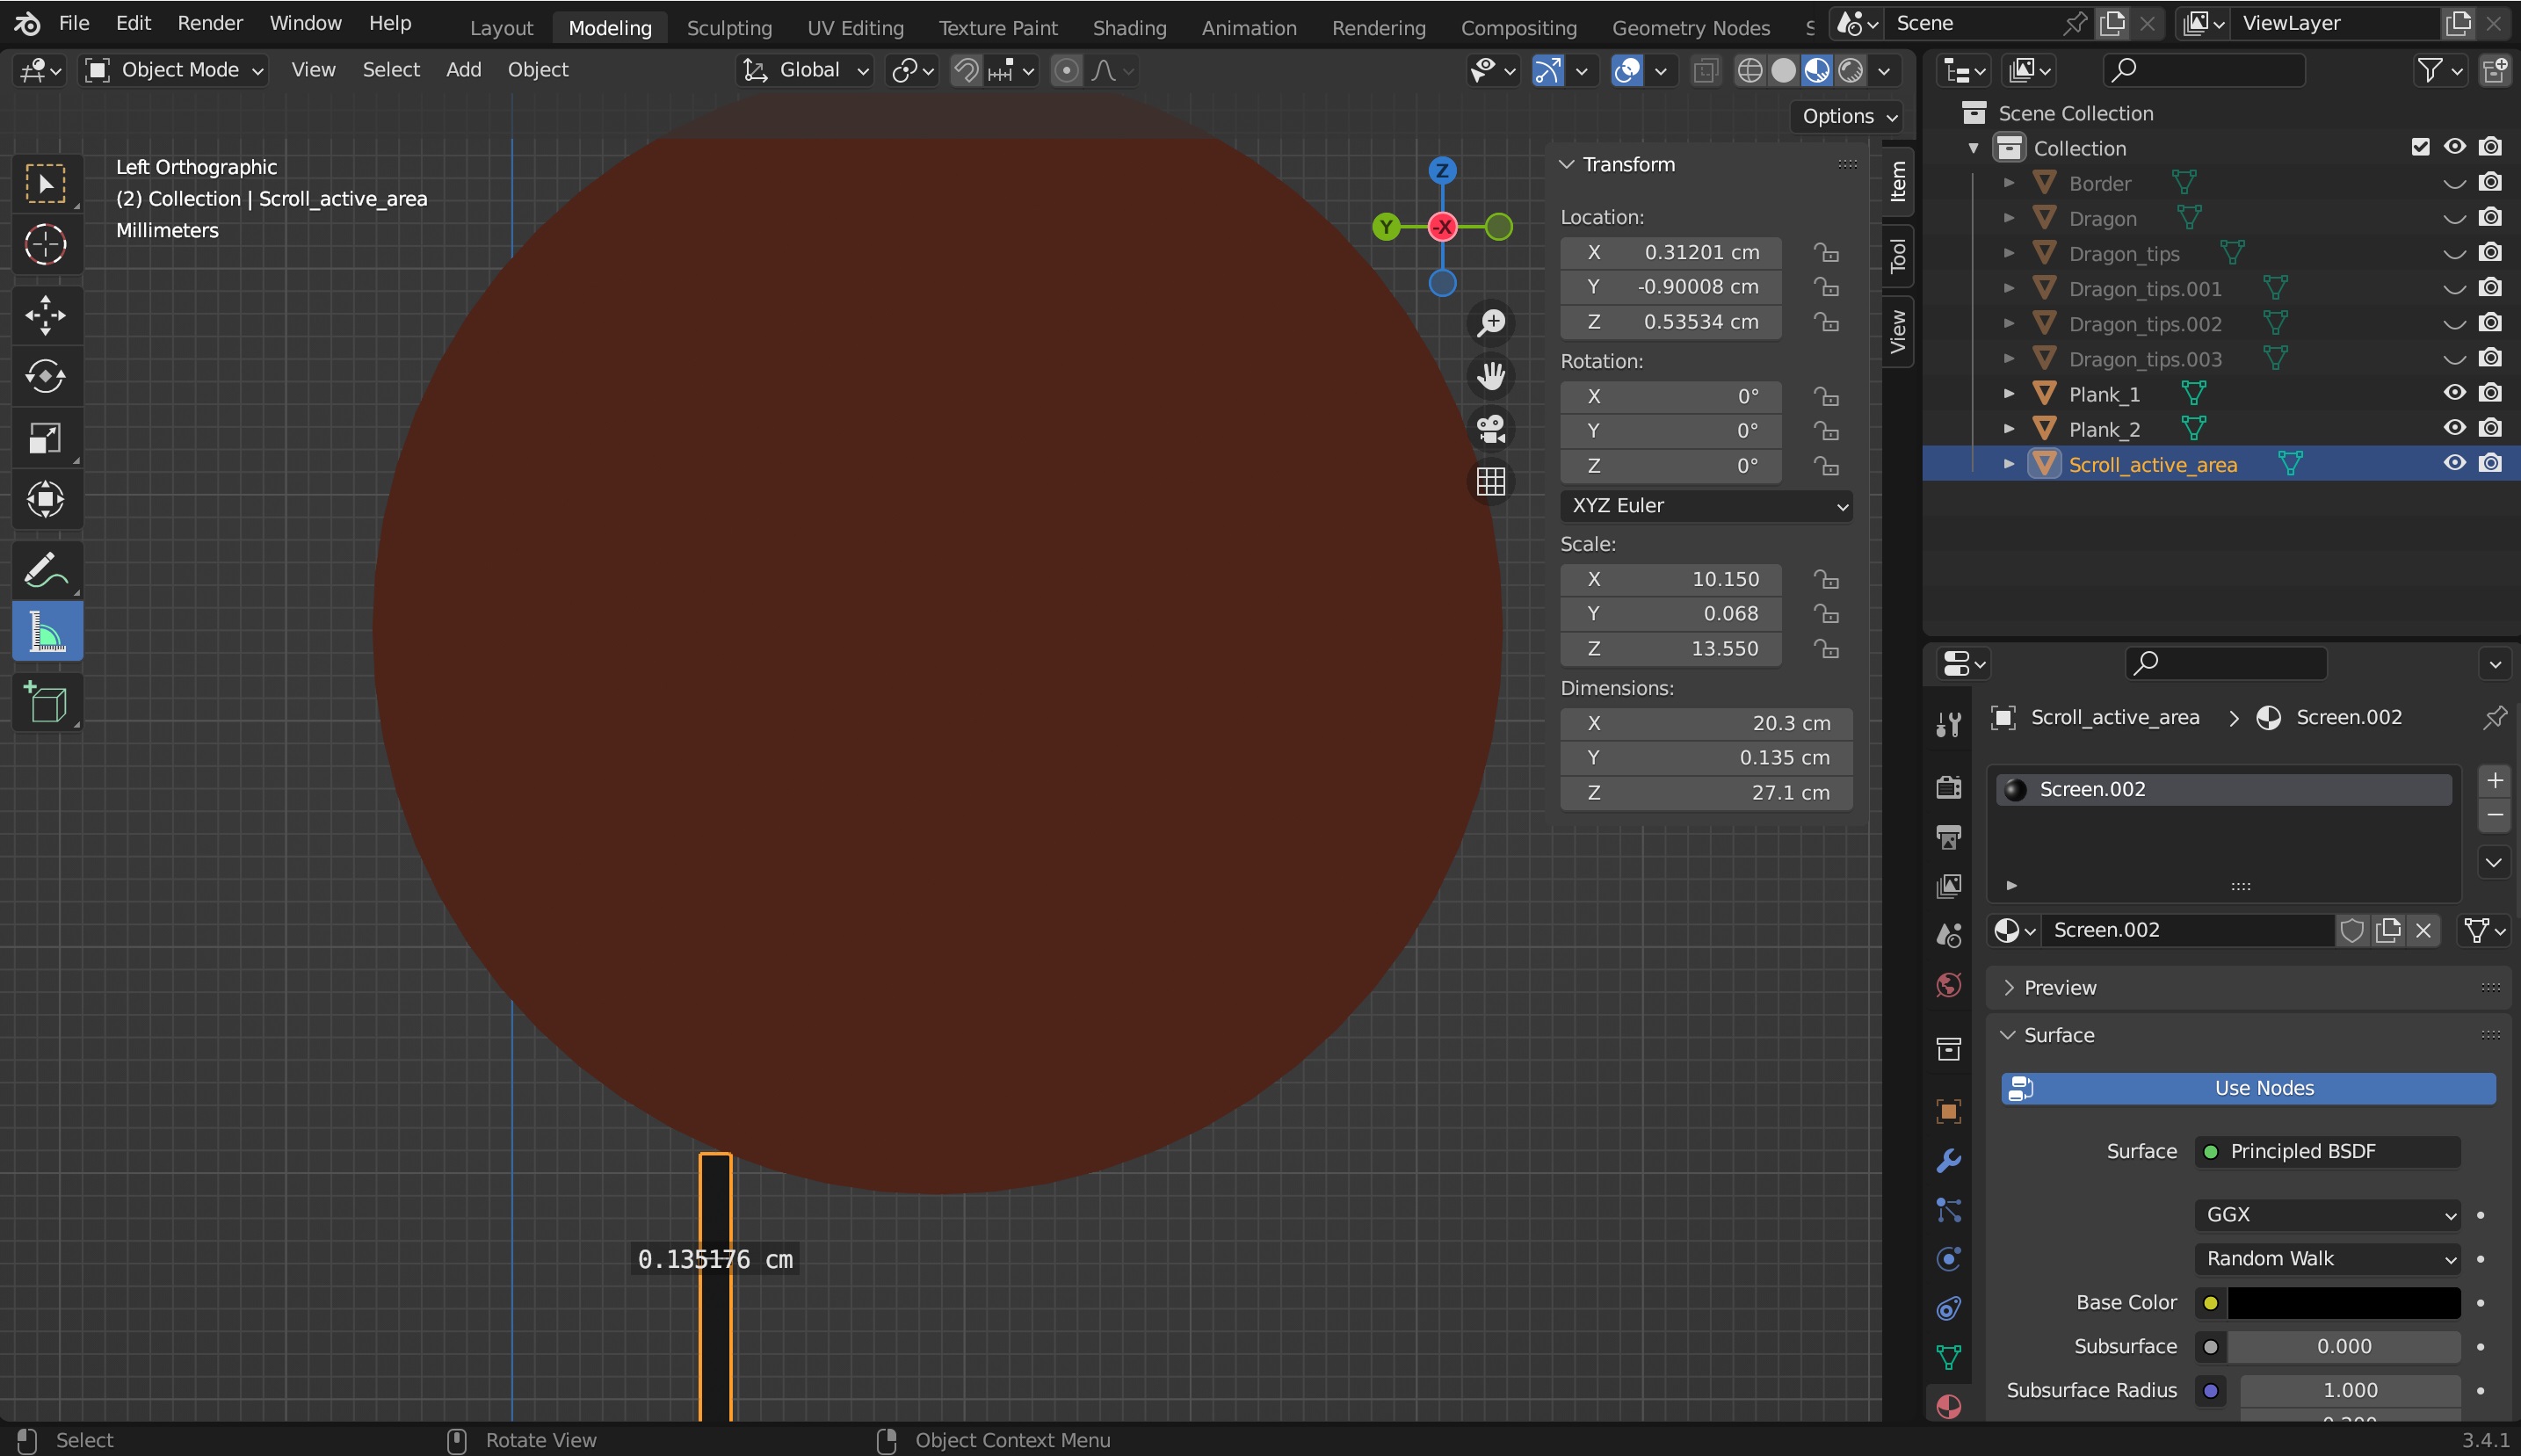 File Edit Render Window Help Layout Modeling Sculpting UV Editing Texture Paint Shading Animation Rendering Compositing Geometry Nodes Scene ViewLayer
Object Mode View Select Add Object Global
Options
Left Orthographic
(2) Collection | Scroll_active_area
Millimeters
Z
Y
-X
0.135176 cm
Transform
Location:
X 0.31201 cm
Y -0.90008 cm
Z 0.53534 cm
Rotation:
X 0°
Y 0°
Z 0°
XYZ Euler
Scale:
X 10.150
Y 0.068
Z 13.550
Dimensions:
X 20.3 cm
Y 0.135 cm
Z 27.1 cm
Item
Tool
View
Scene Collection
Collection
Border
Dragon
Dragon_tips
Dragon_tips.001
Dragon_tips.002
Dragon_tips.003
Plank_1
Plank_2
Scroll_active_area
Scroll_active_area Screen.002
Screen.002
Screen.002
Preview
Surface
Use Nodes
Surface Principled BSDF
GGX
Random Walk
Base Color
Subsurface 0.000
Subsurface Radius 1.000
Select Rotate View Object Context Menu 3.4.1